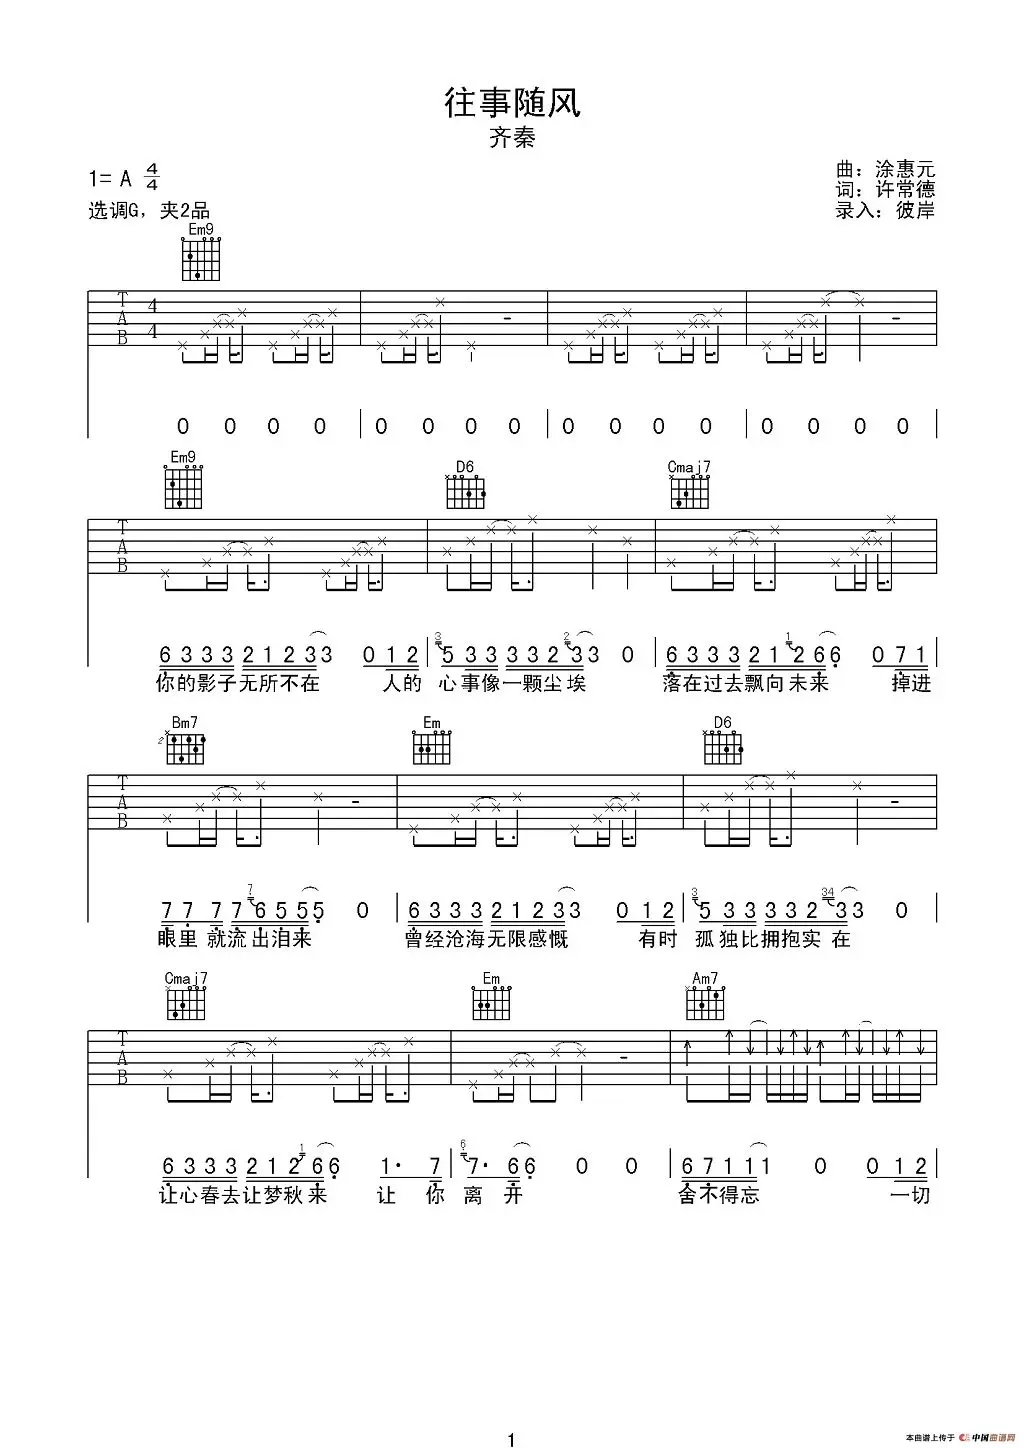 往事随风
齐秦
1= A 4/4
曲：涂惠元
词：许常德
选调G，夹2品
录入：彼岸
Em9
T A B 4 4
0 0 0 0 0 0 0 0 0 0 0 0 0 0 0 0
Em9 D6 Cmaj7
T A B
6 3 3 3 2 1 2 3 3 0 1 2 3 5 3 3 3 3 2 2 3 3 0 6 3 3 3 2 1 1 2 6 6· 0 7 1
你的影子无所不在 人的 心事像一颗尘埃 落在过去飘向未来 掉进
Bm7 Em D6
2
T A B
7 7 7 7 7 6 5 5 5 0 6 3 3 3 2 1 2 3 3 0 1 2 3 5 3 3 3 3 2 34 3 3 0
眼里 就流出泪来 曾经沧海无限感慨 有时 孤独比拥抱实在
Cmaj7 Em Am7
T A B
6 3 3 3 2 1 2 1 6 6· 1· 7 6 7· 6 6 0 0 6 7 1 1 1 0 0 1 2
让心春去让梦秋来 让 你 离 开 舍不得忘 一切
1
本曲谱上传于 中国曲谱网